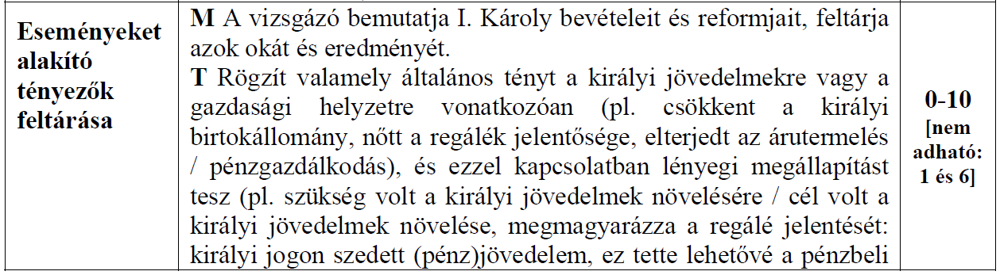 Eseményeket
alakító
tényezők
feltárása
M A vizsgázó bemutatja I. Károly bevételeit és reformjait, feltárja
azok okát és eredményét.
T Rögzít valamely általános tényt a királyi jövedelmekre vagy a
gazdasági helyzetre vonatkozóan (pl. csökkent a királyi
birtokállomány, nőtt a regálék jelentősége, elterjedt az árutermelés
/ pénzgazdálkodás), és ezzel kapcsolatban lényegi megállapítást
tesz (pl. szükség volt a királyi jövedelmek növelésére / cél volt a
királyi jövedelmek növelése, megmagyarázza a regálé jelentését:
királyi jogon szedett (pénz)jövedelem, ez tette lehetővé a pénzbeli
0-10
[nem
adható:
1 és 6]